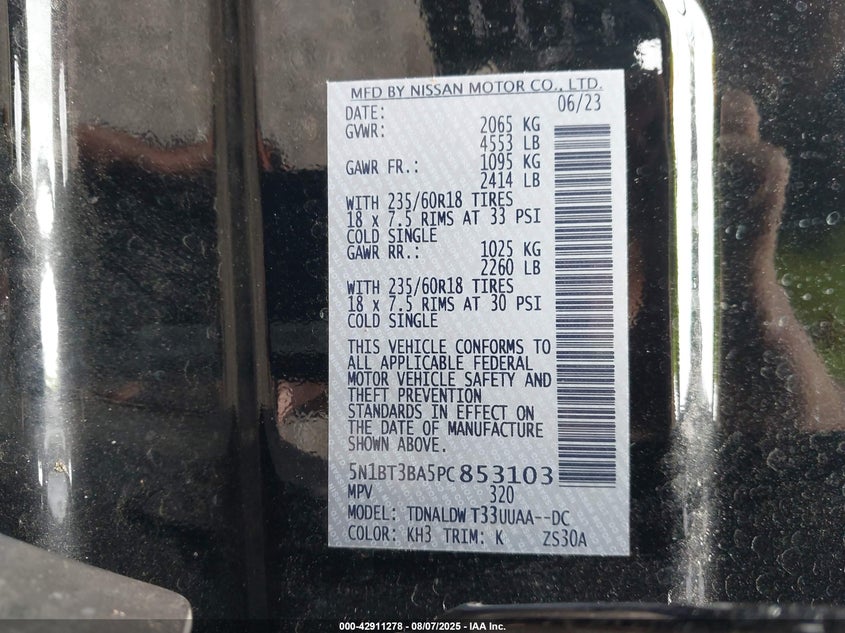 MFD BY NISSAN MOTOR CO., LTD.
DATE: 06/23
GVWR: 2065 KG
4553 LB
GAWR FR.: 1095 KG
2414 LB
WITH 235/60R18 TIRES
18 x 7.5 RIMS AT 33 PSI
COLD SINGLE
GAWR RR.: 1025 KG
2260 LB
WITH 235/60R18 TIRES
18 x 7.5 RIMS AT 30 PSI
COLD SINGLE
THIS VEHICLE CONFORMS TO
ALL APPLICABLE FEDERAL
MOTOR VEHICLE SAFETY AND
THEFT PREVENTION
STANDARDS IN EFFECT ON
THE DATE OF MANUFACTURE
SHOWN ABOVE.
5N1BT3BA5PC853103
MPV 320
MODEL: TDNALDW T33UUAA--DC
COLOR: KH3 TRIM: K ZS30A
000-42911278 - 08/07/2025 - IAA Inc.